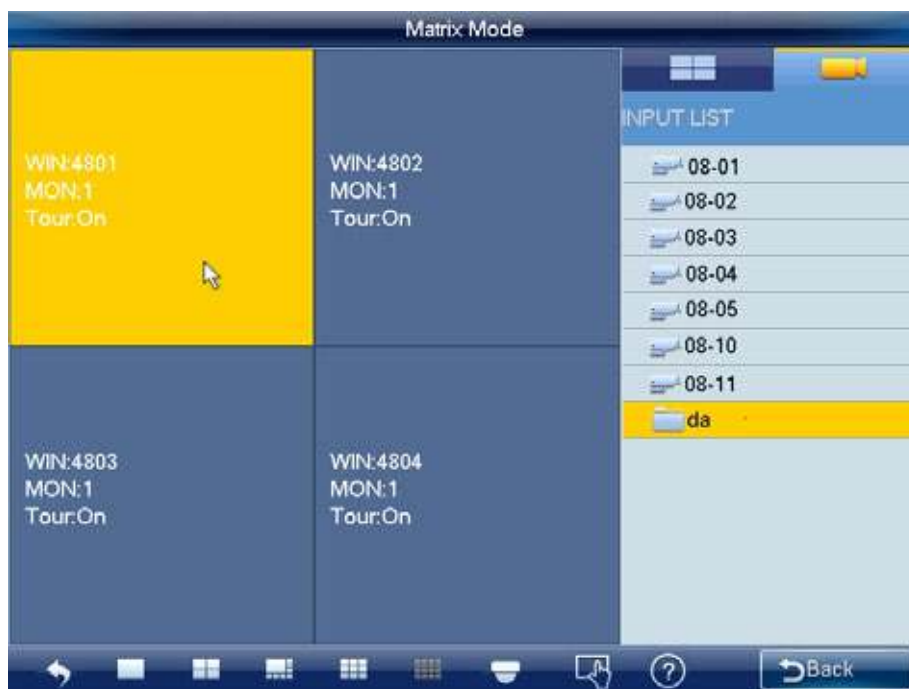 Matrix Mode
WIN:4801
MON:1
Tour:On
WIN:4802
MON:1
Tour:On
WIN:4803
MON:1
Tour:On
WIN:4804
MON:1
Tour:On
INPUT LIST
08-01
08-02
08-03
08-04
08-05
08-10
08-11
da
?
Back